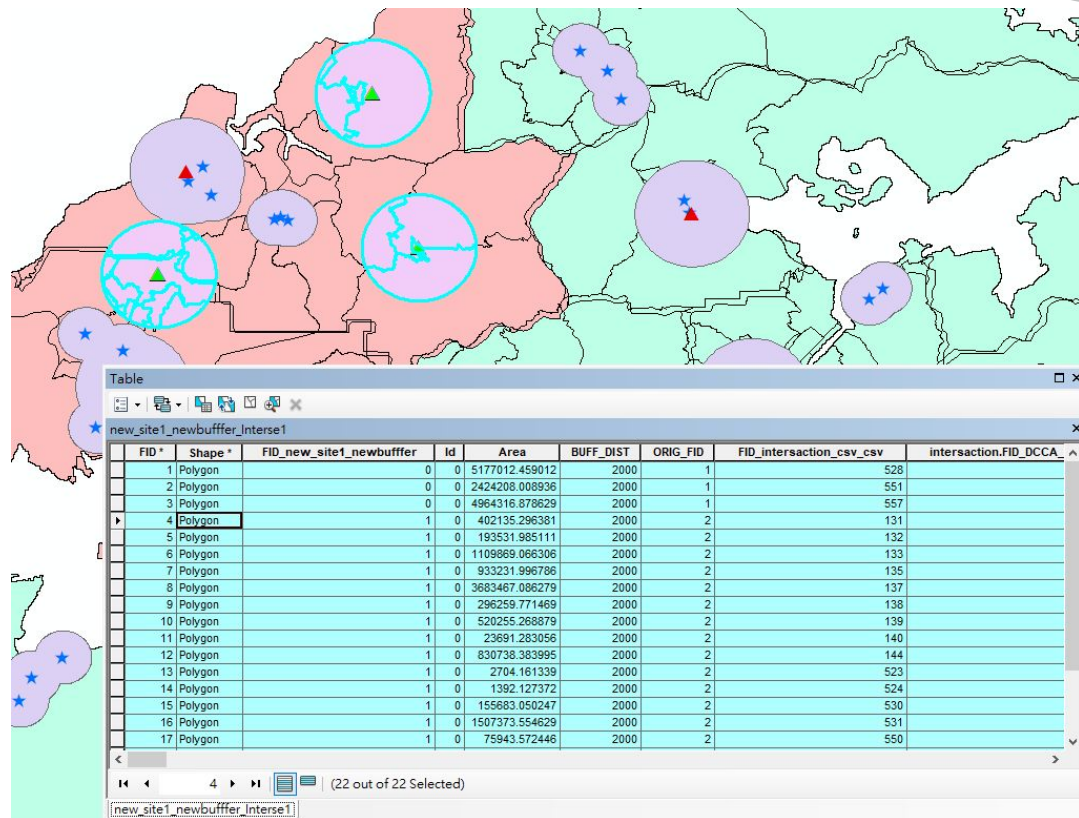 Table
new_site1_newbufffer_Interse1
FID * Shape * FID_new_site1_newbufffer Id Area BUFF_DIST ORIG_FID FID_intersaction_csv_csv intersaction.FID_DCCA_
1 Polygon 0 0 5177012.459012 2000 1 528
2 Polygon 0 0 2424208.008936 2000 1 551
3 Polygon 0 0 4964316.878629 2000 1 557
4 Polygon 1 0 402135.296381 2000 2 131
5 Polygon 1 0 193531.985111 2000 2 132
6 Polygon 1 0 1109869.066306 2000 2 133
7 Polygon 1 0 933231.996786 2000 2 135
8 Polygon 1 0 3683467.086279 2000 2 137
9 Polygon 1 0 296259.771469 2000 2 138
10 Polygon 1 0 520255.268879 2000 2 139
11 Polygon 1 0 23691.283056 2000 2 140
12 Polygon 1 0 830738.383995 2000 2 144
13 Polygon 1 0 2704.161339 2000 2 523
14 Polygon 1 0 1392.127372 2000 2 524
15 Polygon 1 0 155683.050247 2000 2 530
16 Polygon 1 0 1507373.554629 2000 2 531
17 Polygon 1 0 75943.572446 2000 2 550
4 (22 out of 22 Selected)
new_site1_newbufffer_Interse1